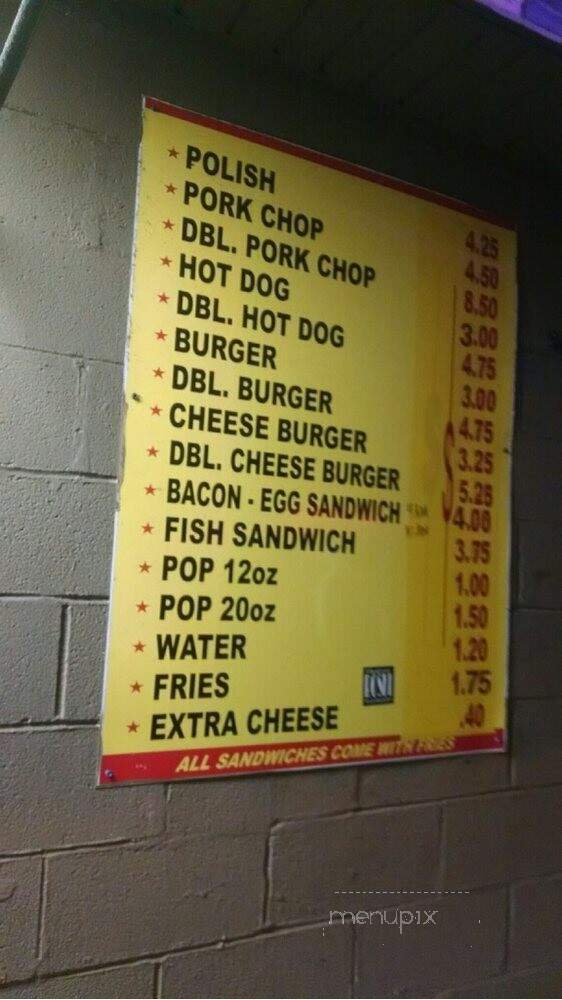 ★ POLISH 4.25
★ PORK CHOP 4.50
★ DBL. PORK CHOP 8.50
★ HOT DOG 3.00
★ DBL. HOT DOG 4.75
★ BURGER 3.00
★ DBL. BURGER 4.75
★ CHEESE BURGER 3.25
★ DBL. CHEESE BURGER 5.25
★ BACON - EGG SANDWICH 4.00
★ FISH SANDWICH 3.75
★ POP 12oz 1.00
★ POP 20oz 1.50
★ WATER 1.20
★ FRIES 1.75
★ EXTRA CHEESE .40
$
ALL SANDWICHES COME WITH FRIES
menupix